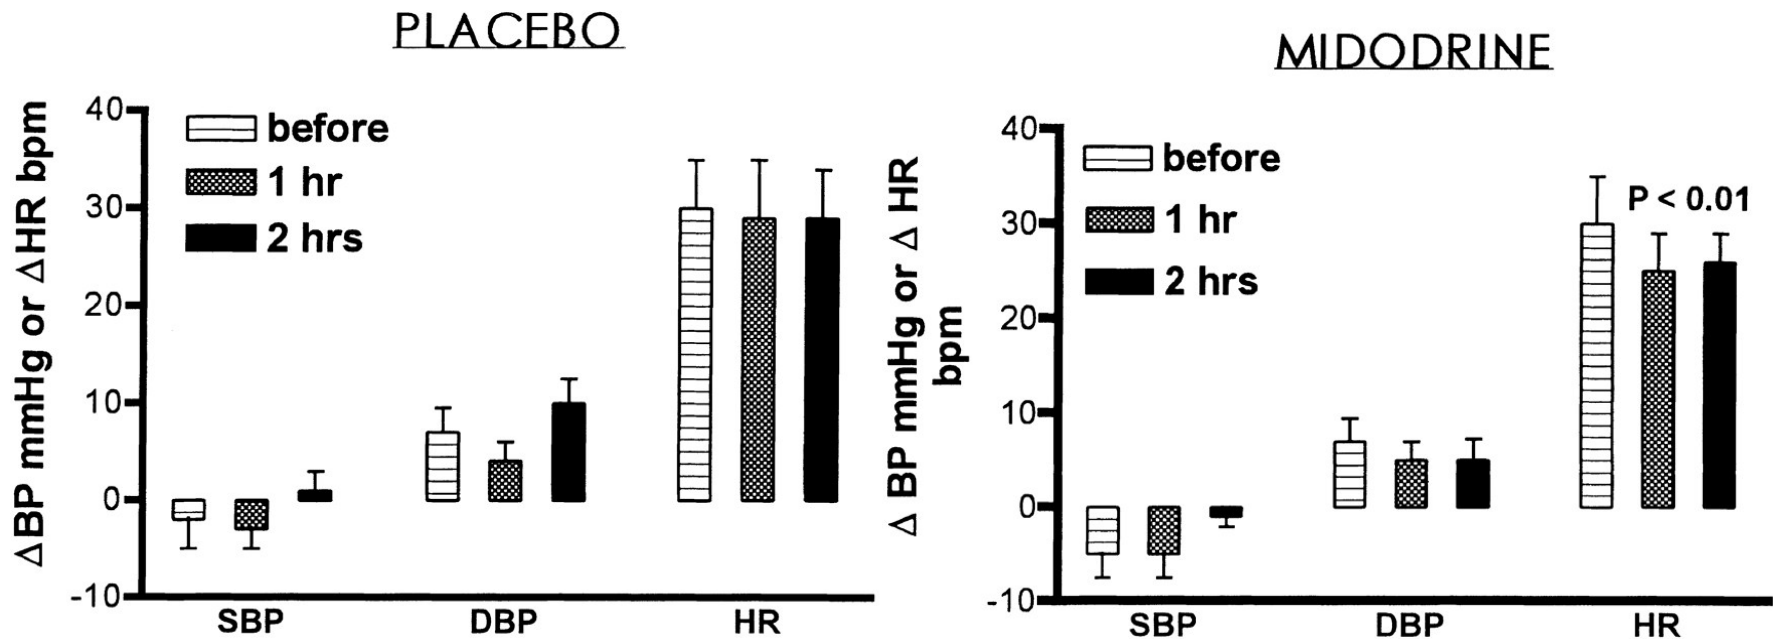 PLACEBO
ΔBP mmHg or ΔHR bpm
40
30
20
10
0
-10
before
1 hr
2 hrs
SBP DBP HR
MIDODRINE
Δ BP mmHg or Δ HR
bpm
40
30
20
10
0
-10
before
1 hr
2 hrs
P < 0.01
SBP DBP HR